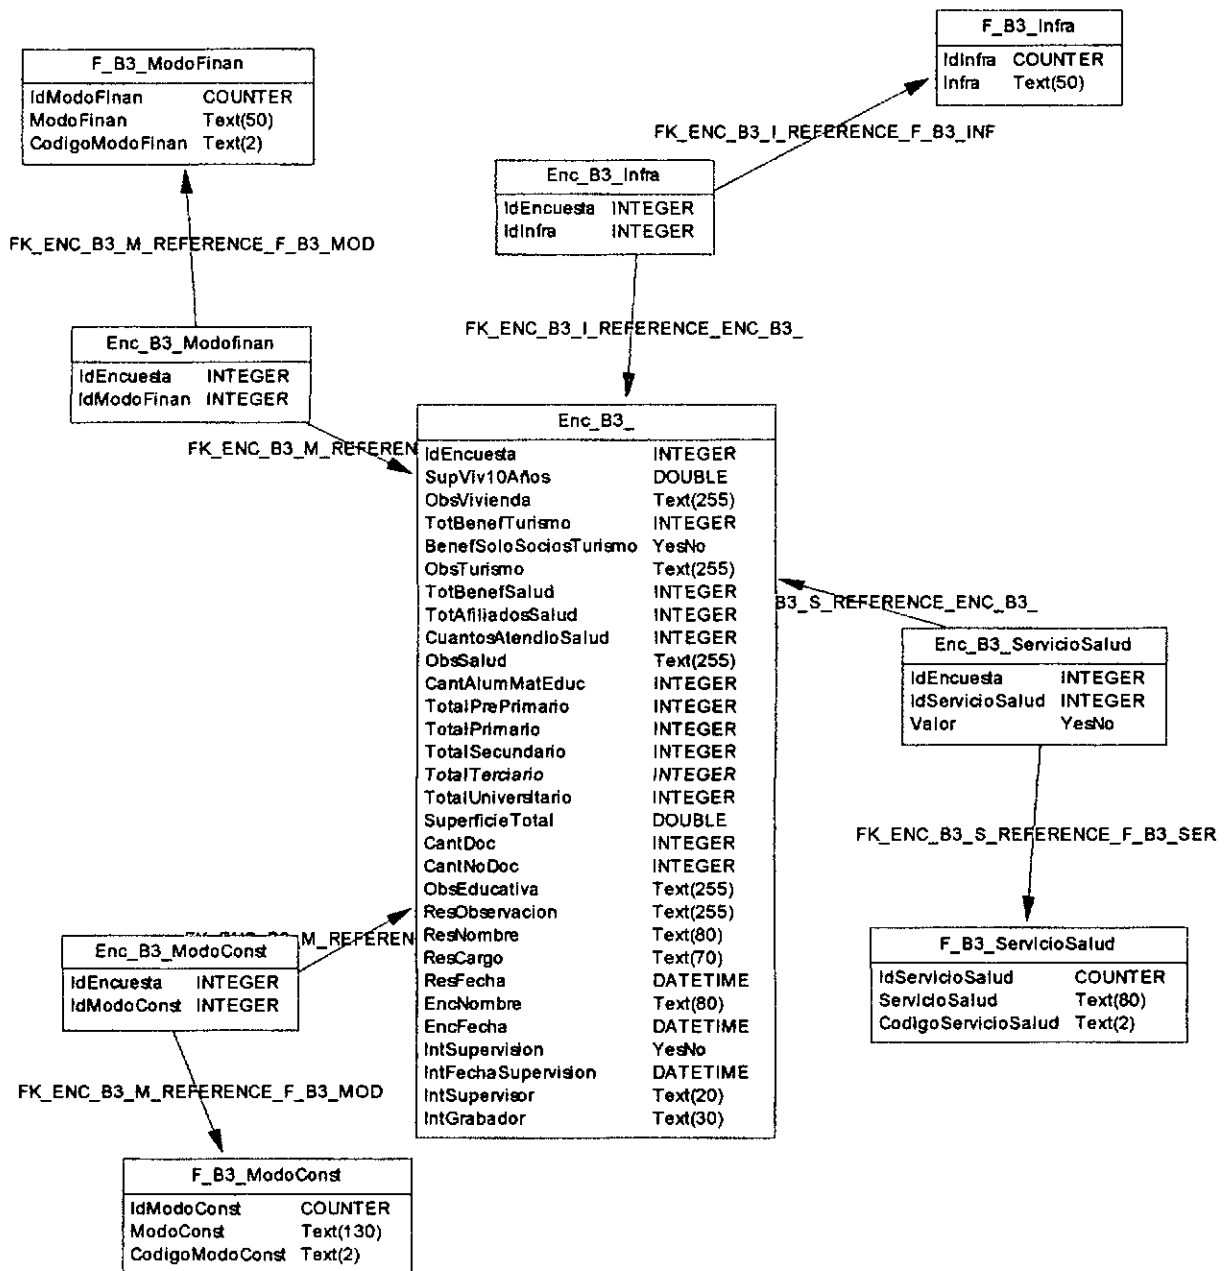 F_B3_Infra
IdInfra COUNTER
Infra Text(50)
F_B3_ModoFinan
IdModoFinan COUNTER
ModoFinan Text(50)
CodigoModoFinan Text(2)
FK_ENC_B3_I_REFERENCE_F_B3_INF
Enc_B3_Infra
IdEncuesta INTEGER
IdInfra INTEGER
FK_ENC_B3_M_REFERENCE_F_B3_MOD
FK_ENC_B3_I_REFERENCE_ENC_B3_
Enc_B3_Modofinan
IdEncuesta INTEGER
IdModoFinan INTEGER
FK_ENC_B3_M_REFEREN
Enc_B3_
IdEncuesta INTEGER
SupViv10Años DOUBLE
ObsVivienda Text(255)
TotBenefTurismo INTEGER
BenefSoloSociosTurismo YesNo
ObsTurismo Text(255)
TotBenefSalud INTEGER
TotAfiliadosSalud INTEGER
CuantosAtendioSalud INTEGER
ObsSalud Text(255)
CantAlumMatEduc INTEGER
TotalPrePrimario INTEGER
TotalPrimario INTEGER
TotalSecundario INTEGER
TotalTerciario INTEGER
TotalUniversitario INTEGER
SuperficieTotal DOUBLE
CantDoc INTEGER
CantNoDoc INTEGER
ObsEducativa Text(255)
ResObservacion Text(255)
ResNombre Text(80)
ResCargo Text(70)
ResFecha DATETIME
EncNombre Text(80)
EncFecha DATETIME
IntSupervision YesNo
IntFechaSupervision DATETIME
IntSupervisor Text(20)
IntGrabador Text(30)
B3_S_REFERENCE_ENC_B3_
Enc_B3_ServicioSalud
IdEncuesta INTEGER
IdServicioSalud INTEGER
Valor YesNo
FK_ENC_B3_S_REFERENCE_F_B3_SER
F_B3_ServicioSalud
IdServicioSalud COUNTER
ServicioSalud Text(80)
CodigoServicioSalud Text(2)
M_REFEREN
Enc_B3_ModoConst
IdEncuesta INTEGER
IdModoConst INTEGER
FK_ENC_B3_M_REFERENCE_F_B3_MOD
F_B3_ModoConst
IdModoConst COUNTER
ModoConst Text(130)
CodigoModoConst Text(2)